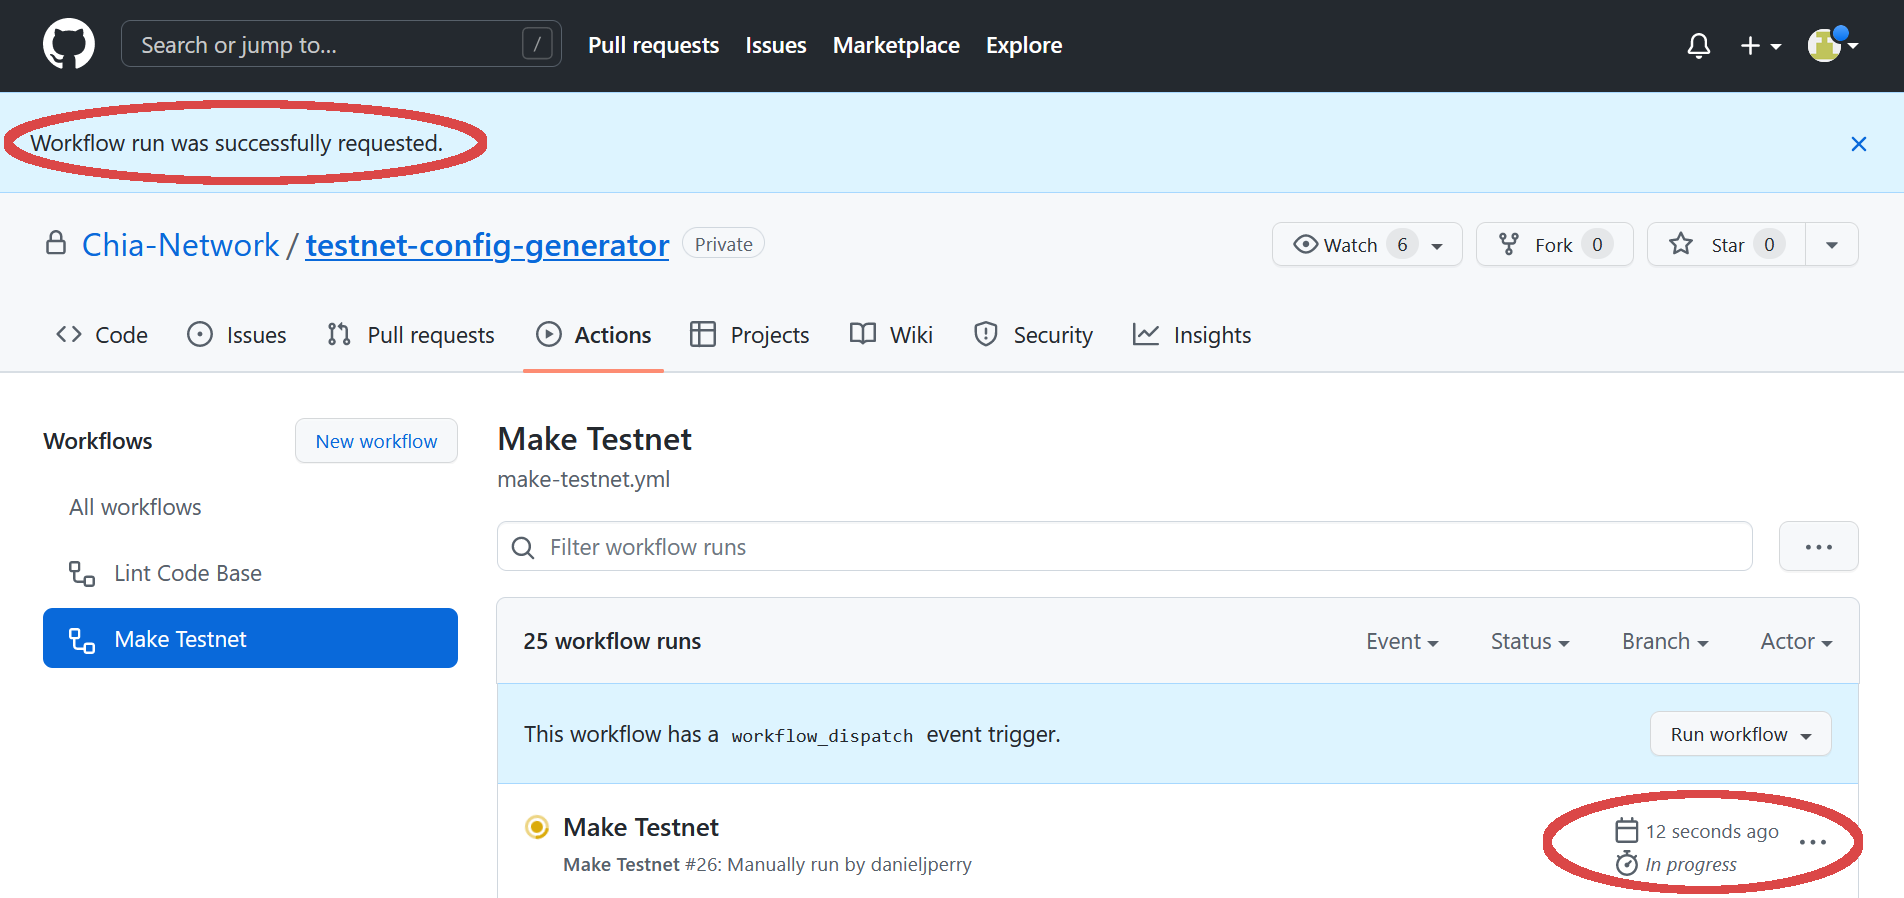 Search or jump to... /
Pull requests Issues Marketplace Explore
Workflow run was successfully requested.
Chia-Network / testnet-config-generator Private
Watch 6 Fork 0 Star 0
Code Issues Pull requests Actions Projects Wiki Security Insights
Workflows New workflow
All workflows
Lint Code Base
Make Testnet
Make Testnet
make-testnet.yml
Filter workflow runs
25 workflow runs Event Status Branch Actor
This workflow has a workflow_dispatch event trigger. Run workflow
Make Testnet
Make Testnet #26: Manually run by danieljperry
12 seconds ago
In progress